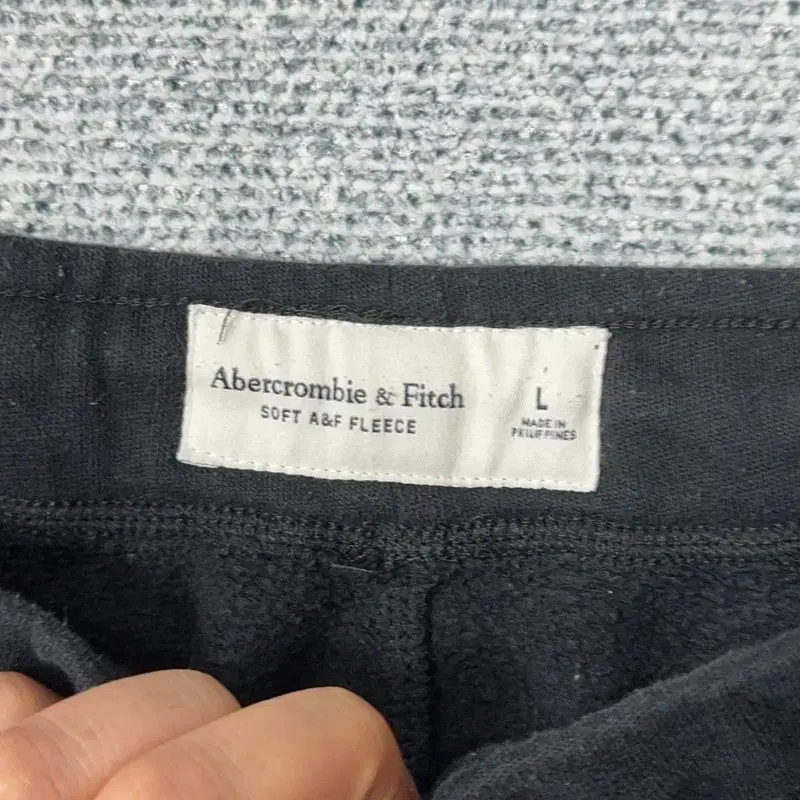 Abercrombie & Fitch
SOFT A&F FLEECE
L
MADE IN
PHILIPPINES